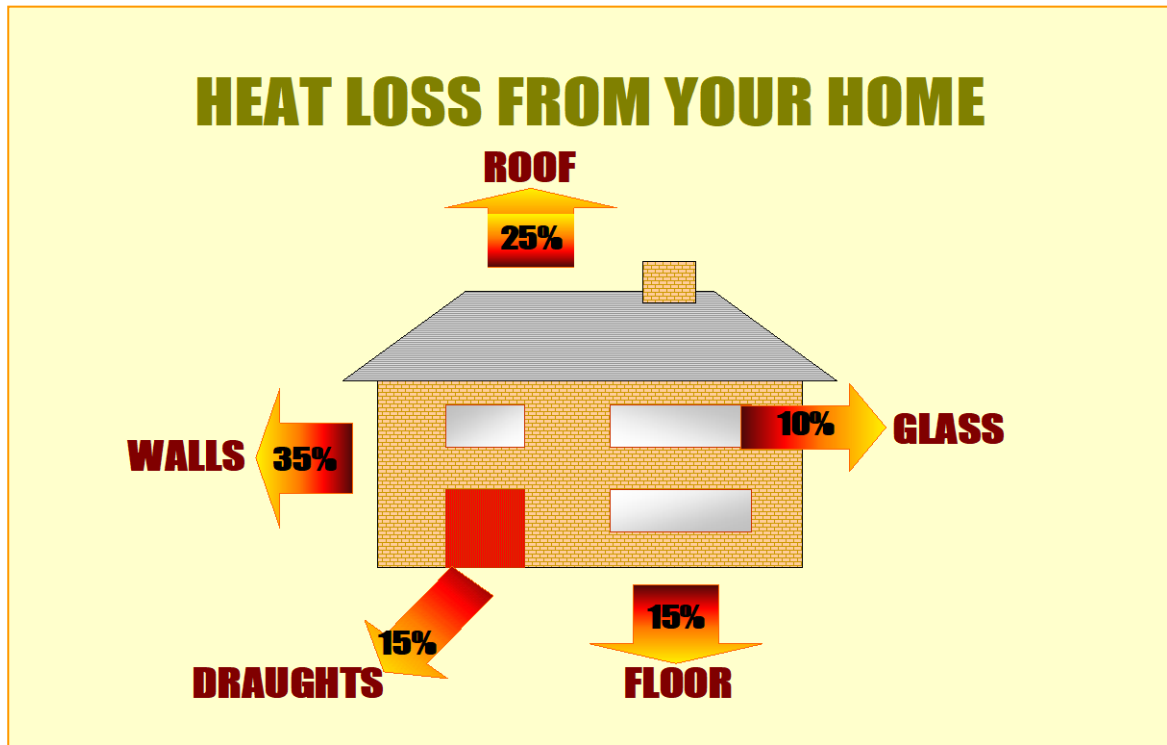 HEAT LOSS FROM YOUR HOME
ROOF
25%
10%
GLASS
WALLS
35%
15%
15%
DRAUGHTS
FLOOR